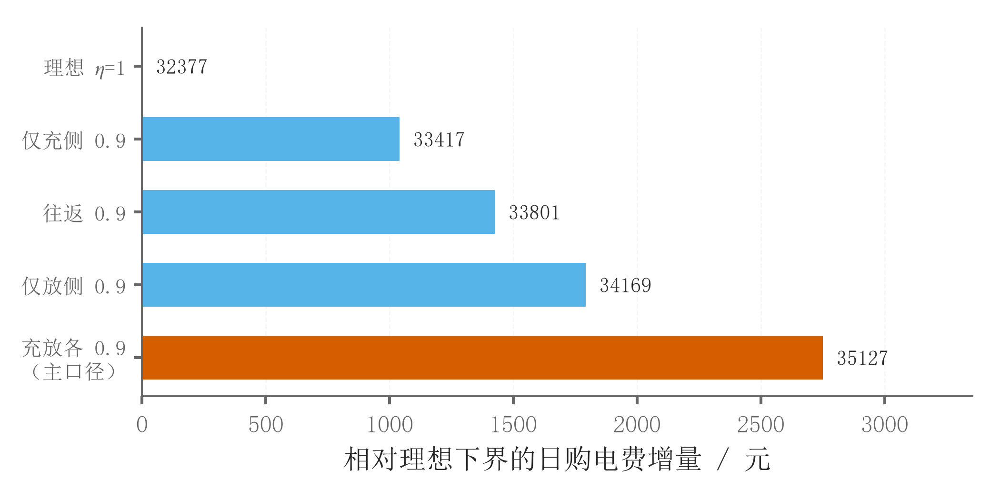 理想 η=1
32377
仅充侧 0.9
33417
往返 0.9
33801
仅放侧 0.9
34169
充放各 0.9
（主口径）
35127
0 500 1000 1500 2000 2500 3000
相对理想下界的日购电费增量 / 元